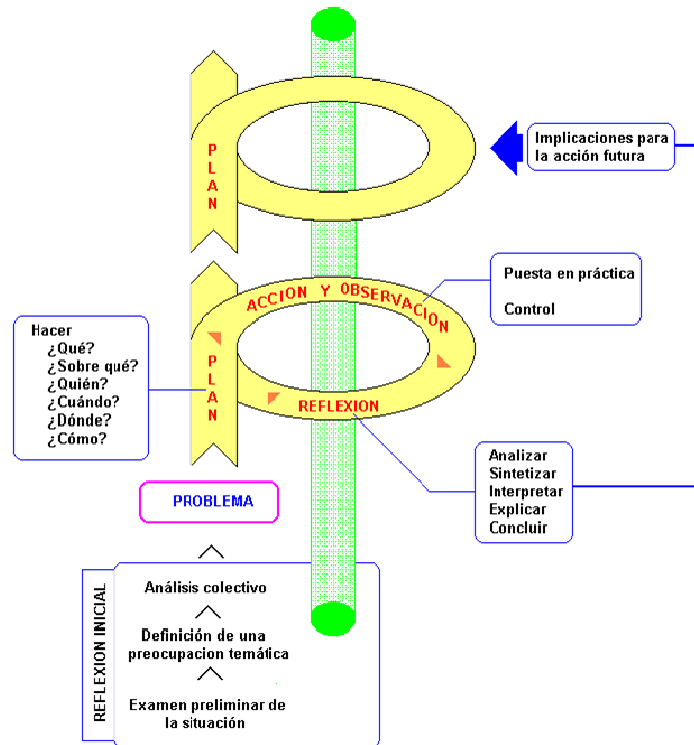 Implicaciones para
la acción futura
PLAN
ACCION Y OBSERVACIÓN
Puesta en práctica
Control
Hacer
¿Qué?
¿Sobre qué?
¿Quién?
¿Cuándo?
¿Dónde?
¿Cómo?
PLAN
REFLEXION
Analizar
Sintetizar
Interpretar
Explicar
Concluir
PROBLEMA
REFLEXION INICIAL
Análisis colectivo
Definición de una
preocupacion temática
Examen preliminar de
la situación